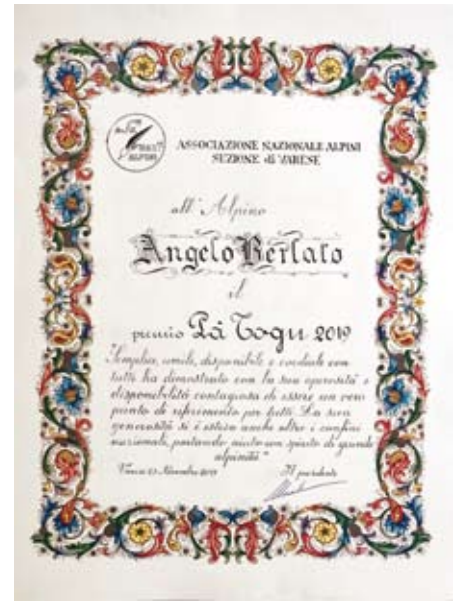 ASSOCIAZIONE NAZIONALE ALPINI
SEZIONE di VARESE
all'Alpino
Angelo Berlato
il
premio Pà Togn 2019
Semplice, umile, disponibile e cordiale con
tutti ha dimostrato con la sua operosità e
disponibilità contagiosa di essere un vero
punto di riferimento per tutti. La sua
generosità si è estesa anche oltre i confini
nazionali, portando aiuto con spirito di grande
alpinità"
Varese 23 Novembre 2019 Il presidente